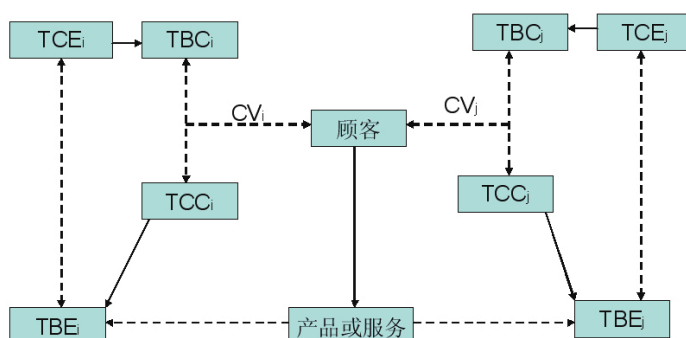 TCEᵢ
TBCᵢ
TBCⱼ
TCEⱼ
CVᵢ
顾客
CVⱼ
TCCᵢ
TCCⱼ
TBEᵢ
产品或服务
TBEⱼ